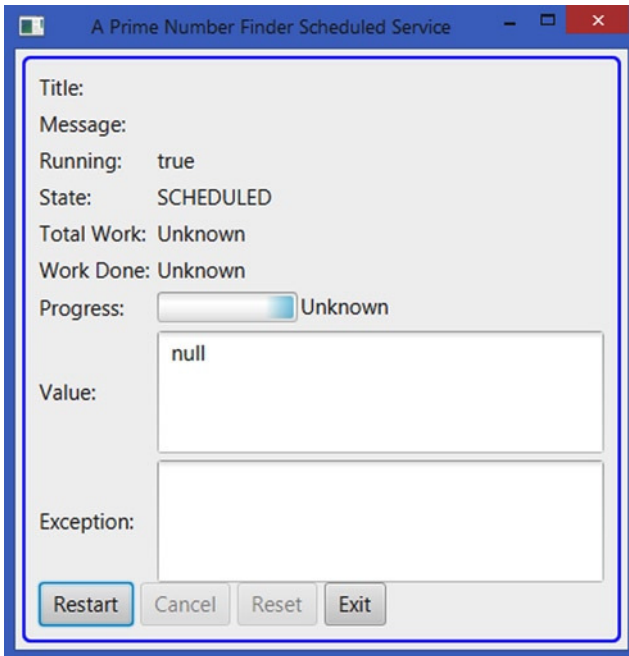 A Prime Number Finder Scheduled Service
Title:
Message:
Running: true
State: SCHEDULED
Total Work: Unknown
Work Done: Unknown
Progress: Unknown
Value: null
Exception:
Restart Cancel Reset Exit